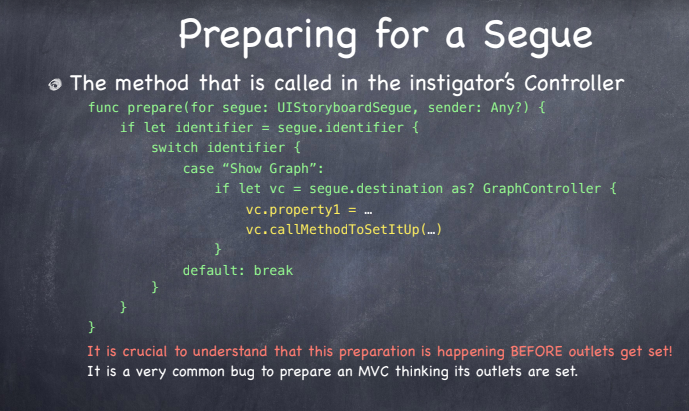 Preparing for a Segue
The method that is called in the instigator's Controller
func prepare(for segue: UIStoryboardSegue, sender: Any?) {
if let identifier = segue.identifier {
switch identifier {
case “Show Graph”:
if let vc = segue.destination as? GraphController {
vc.property1 = …
vc.callMethodToSetItUp(…)
}
default: break
}
}
}
It is crucial to understand that this preparation is happening BEFORE outlets get set!
It is a very common bug to prepare an MVC thinking its outlets are set.